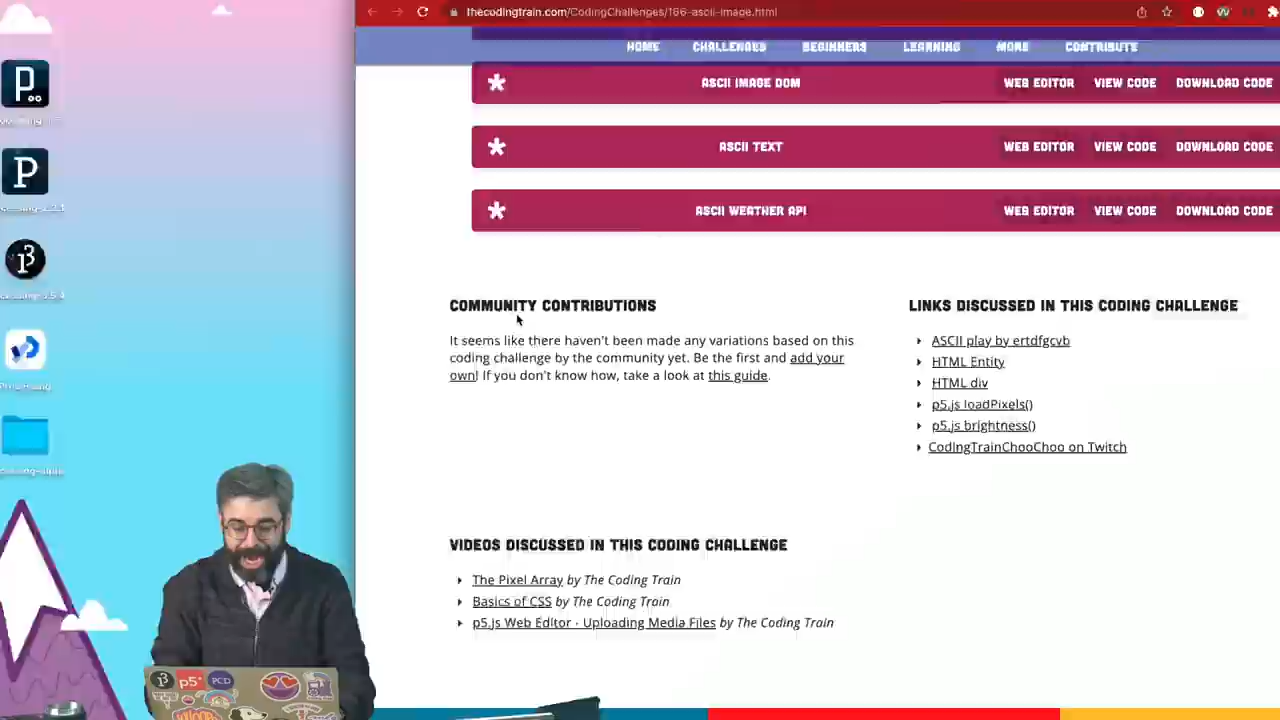 thecodingtrain.com/CodingChallenges/166-ascii-image.html
HOME CHALLENGES BEGINNERS LEARNING MORE CONTRIBUTE
* ASCII IMAGE DOM WEB EDITOR VIEW CODE DOWNLOAD CODE
* ASCII TEXT WEB EDITOR VIEW CODE DOWNLOAD CODE
* ASCII WEATHER API WEB EDITOR VIEW CODE DOWNLOAD CODE
COMMUNITY CONTRIBUTIONS
It seems like there haven't been made any variations based on this
coding challenge by the community yet. Be the first and add your
own! If you don't know how, take a look at this guide.
LINKS DISCUSSED IN THIS CODING CHALLENGE
ASCII play by ertdfgcvb
HTML Entity
HTML div
p5.js loadPixels()
p5.js brightness()
CodingTrainChooChoo on Twitch
VIDEOS DISCUSSED IN THIS CODING CHALLENGE
The Pixel Array by The Coding Train
Basics of CSS by The Coding Train
p5.js Web Editor - Uploading Media Files by The Coding Train
P
P
β
p5*
PCD